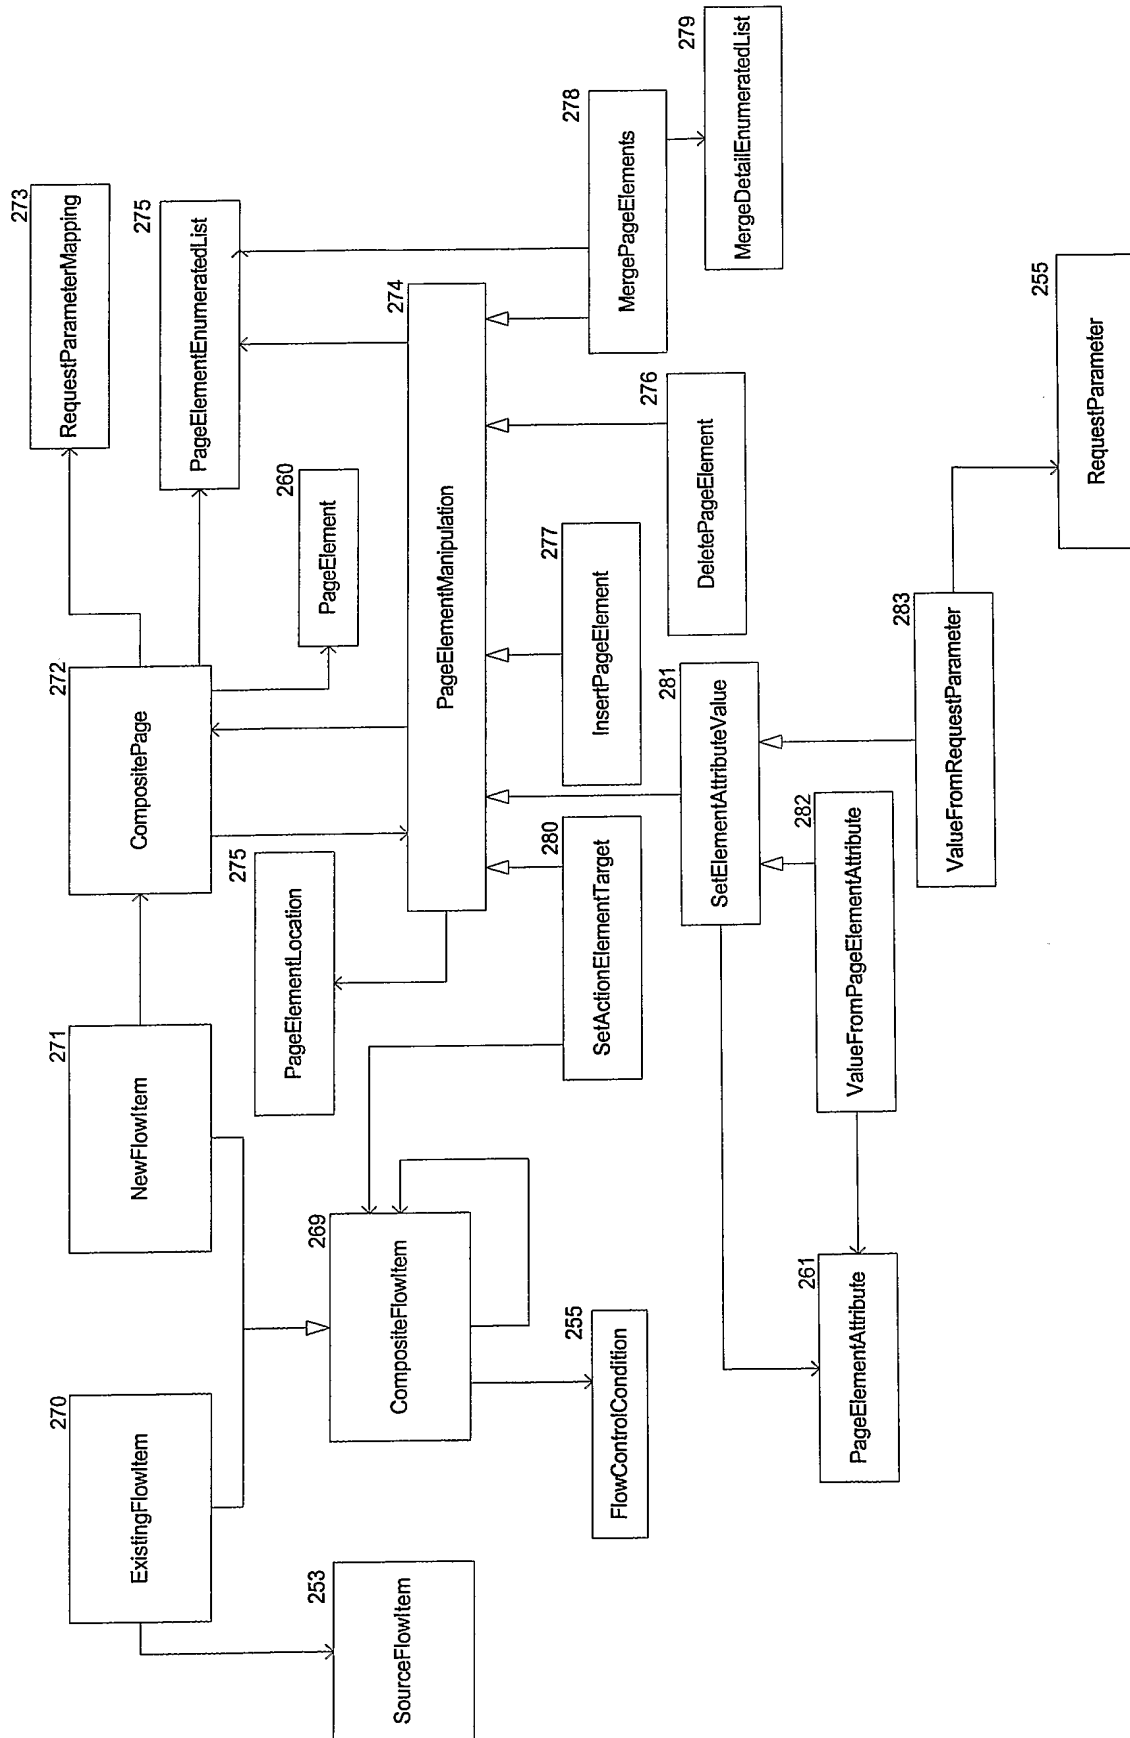 270
ExistingFlowItem
271
NewFlowItem
272
CompositePage
273
RequestParameterMapping
275
PageElementEnumeratedList
260
PageElement
275
PageElementLocation
253
SourceFlowItem
269
CompositeFlowItem
274
PageElementManipulation
255
FlowControlCondition
280
SetActionElementTarget
277
InsertPageElement
276
DeletePageElement
278
MergePageElements
279
MergeDetailEnumeratedList
281
SetElementAttributeValue
261
PageElementAttribute
282
ValueFromPageElementAttribute
283
ValueFromRequestParameter
255
RequestParameter